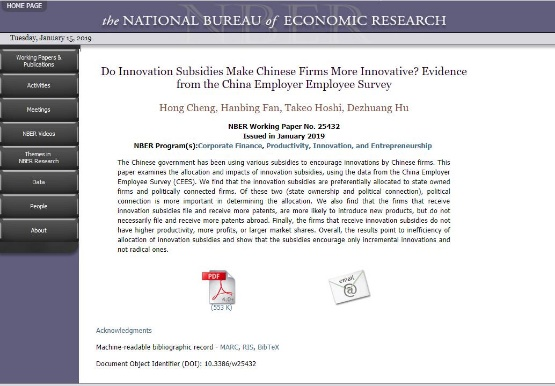 HOME PAGE
the NATIONAL BUREAU of ECONOMIC RESEARCH
Tuesday, January 15, 2019
Working Papers &
Publications
Activities
Meetings
NBER Videos
Themes in
NBER Research
Data
People
About
Do Innovation Subsidies Make Chinese Firms More Innovative? Evidence
from the China Employer Employee Survey
Hong Cheng, Hanbing Fan, Takeo Hoshi, Dezhuang Hu
NBER Working Paper No. 25432
Issued in January 2019
NBER Program(s):Corporate Finance, Productivity, Innovation, and Entrepreneurship
The Chinese government has been using various subsidies to encourage innovations by Chinese firms. This
paper examines the allocation and impacts of innovation subsidies, using the data from the China Employer
Employee Survey (CEES). We find that the innovation subsidies are preferentially allocated to state owned
firms and politically connected firms. Of these two (state ownership and political connection), political
connection is more important in determining the allocation. We also find that the firms that receive
innovation subsidies file and receive more patents, are more likely to introduce new products, but do not
necessarily file and receive more patents abroad. Finally, the firms that receive innovation subsidies do not
have higher productivity, more profits, or larger market shares. Overall, the results point to inefficiency of
allocation of innovation subsidies and show that the subsidies encourage only incremental innovations and
not radical ones.
PDF
(553 K)
email
@
Acknowledgments
Machine-readable bibliographic record - MARC, RIS, BibTeX
Document Object Identifier (DOI): 10.3386/w25432